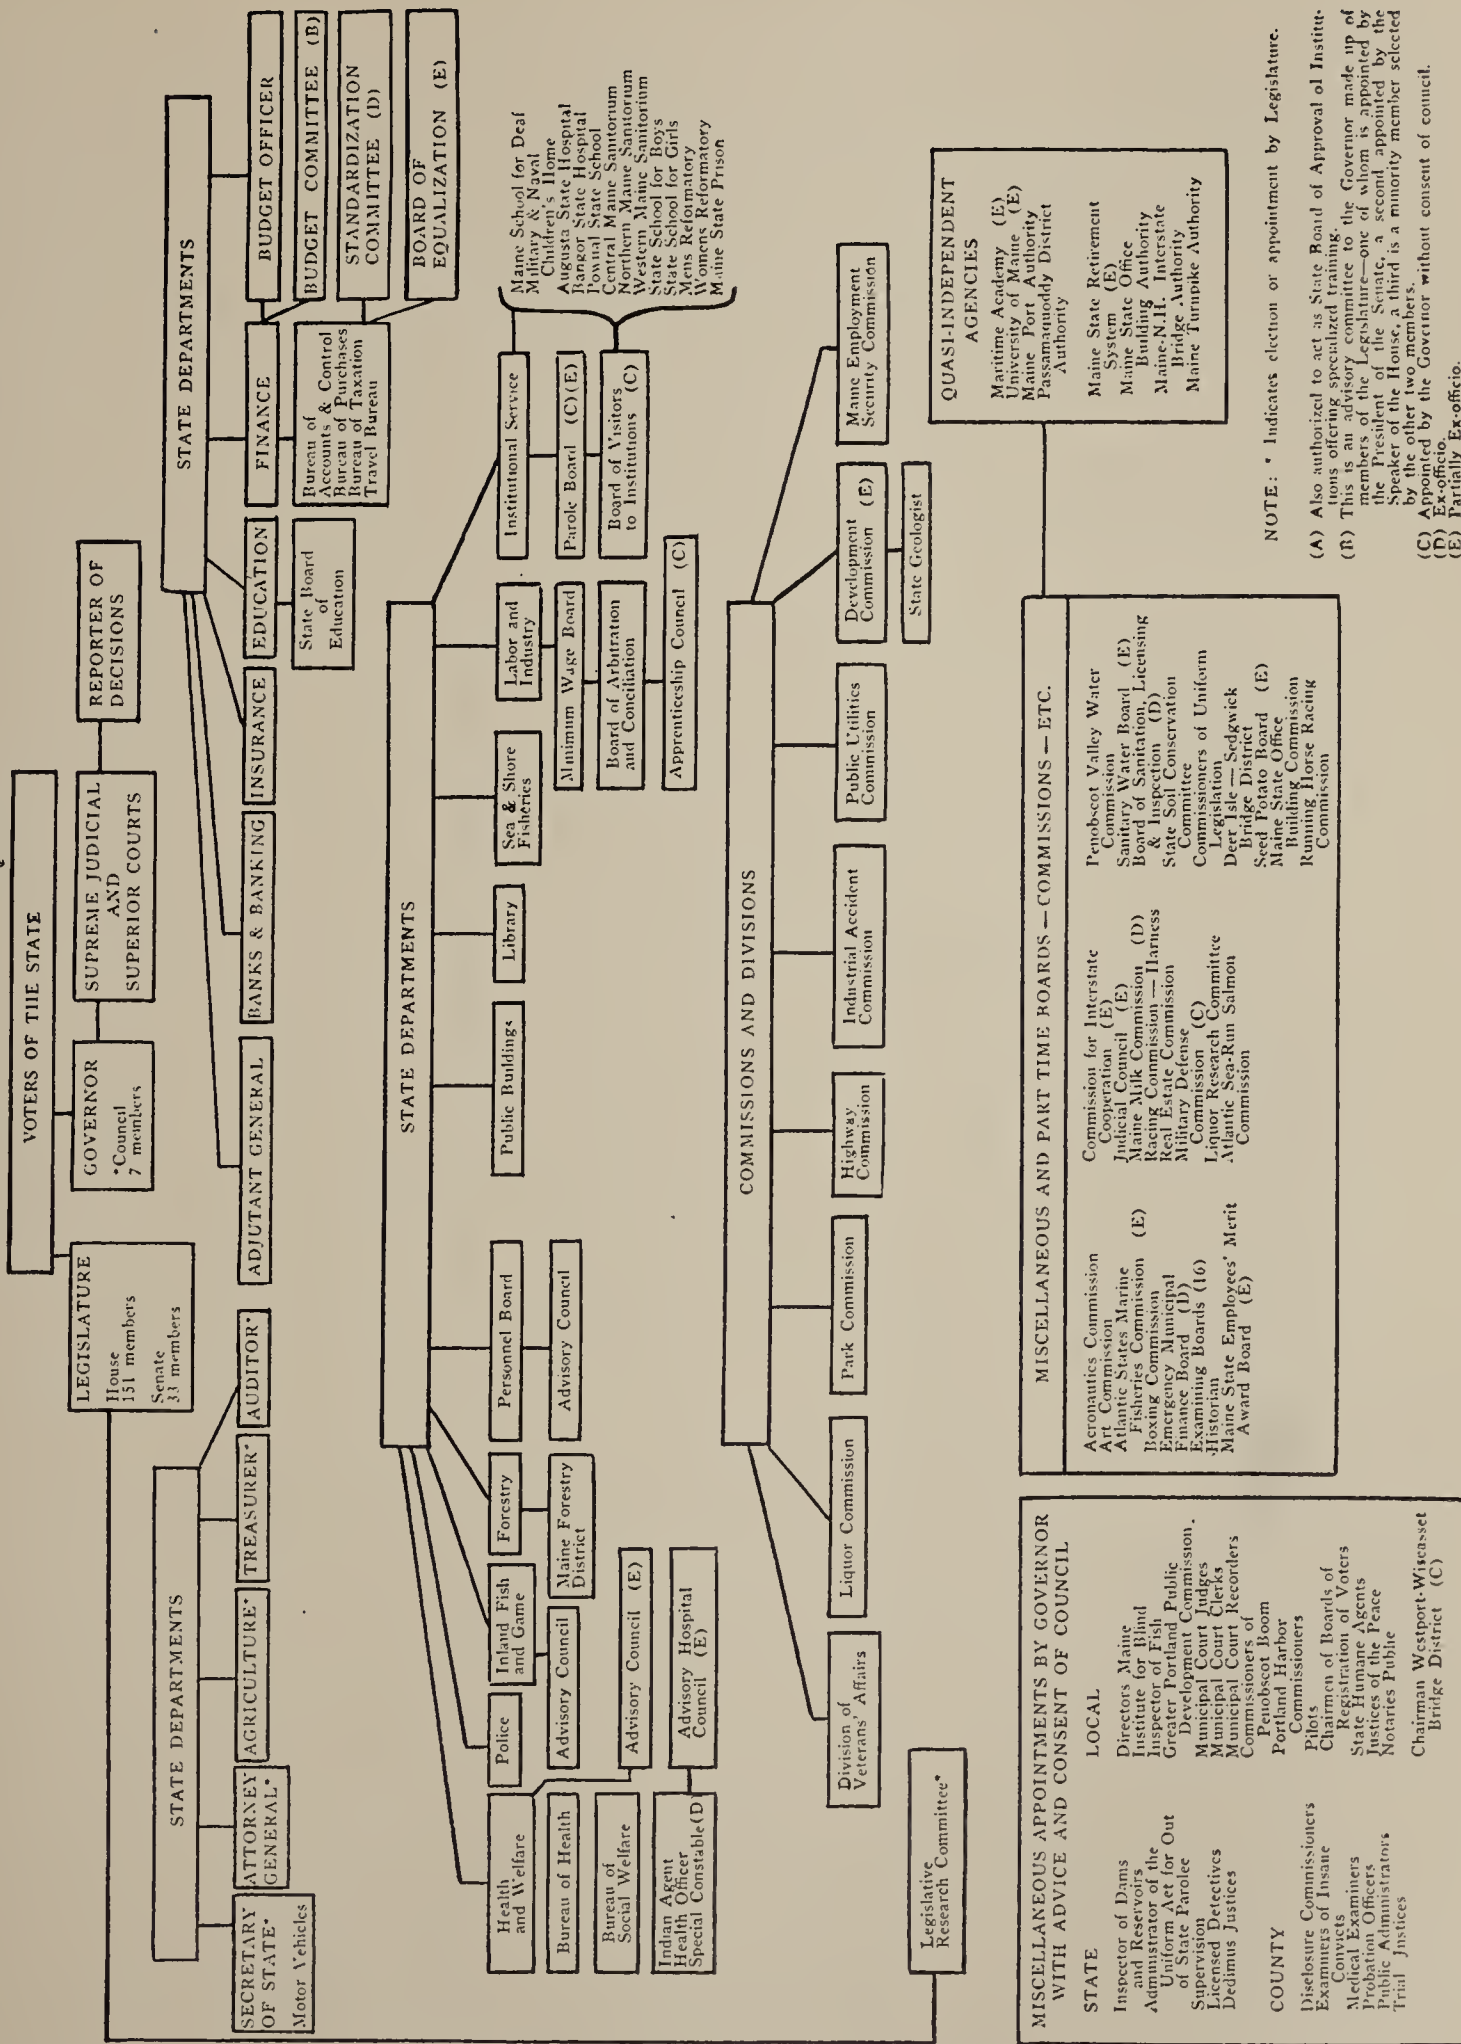 VOTERS OF THE STATE
LEGISLATURE
House
151 members
Senate
33 members
GOVERNOR
*Council
7 members
SUPREME JUDICIAL
AND
SUPERIOR COURTS
REPORTER OF
DECISIONS
STATE DEPARTMENTS
SECRETARY
OF STATE*
Motor Vehicles
ATTORNEY
GENERAL*
AGRICULTURE*
TREASURER*
AUDITOR*
STATE DEPARTMENTS
ADJUTANT GENERAL
BANKS & BANKING
INSURANCE
EDUCATION
State Board
of
Education
FINANCE
Bureau of
Accounts & Control
Bureau of Purchases
Bureau of Taxation
Travel Bureau
BUDGET OFFICER
BUDGET COMMITTEE (B)
STANDARDIZATION
COMMITTEE (D)
BOARD OF
EQUALIZATION (E)
STATE DEPARTMENTS
Health
and Welfare
Bureau of Health
Bureau of
Social Welfare
Indian Agent
Health Officer
Special Constable (D)
Advisory Council (E)
Advisory Hospital
Council (E)
Police
Inland Fish
and Game
Advisory Council
Forestry
Maine Forestry
District
Personnel Board
Advisory Council
Public Buildings
Library
Sea & Shore
Fisheries
Labor and
Industry
Minimum Wage Board
Board of Arbitration
and Conciliation
Apprenticeship Council (C)
Institutional Service
Parole Board (C) (E)
Board of Visitors
to Institutions (C)
Maine School for Deaf
Military & Naval
Children's Home
Augusta State Hospital
Bangor State Hospital
Pownal State School
Central Maine Sanitorum
Northern Maine Sanitorium
Western Maine Sanitorium
State School for Boys
State School for Girls
Mens Reformatory
Womens Reformatory
Maine State Prison
COMMISSIONS AND DIVISIONS
Division of
Veterans' Affairs
Liquor Commission
Park Commission
Highway
Commission
Industrial Accident
Commission
Public Utilities
Commission
Development
Commission (E)
State Geologist
Maine Employment
Security Commission
Legislative
Research Committee*
MISCELLANEOUS APPOINTMENTS BY GOVERNOR
WITH ADVICE AND CONSENT OF COUNCIL
STATE
Inspector of Dams
and Reservoirs
Administrator of the
Uniform Act for Out
of State Parolee
Supervision
Licensed Detectives
Dedimus Justices
COUNTY
Disclosure Commissioners
Examiners of Insane
Convicts
Medical Examiners
Probation Officers
Public Administrators
Trial Justices
LOCAL
Directors Maine
Institute for Blind
Inspector of Fish
Greater Portland Public
Development Commission.
Municipal Court Judges
Municipal Court Clerks
Municipal Court Recorders
Commissioners of
Penobscot Boom
Portland Harbor
Commissioners
Pilots
Chairmen of Boards of
Registration of Voters
State Humane Agents
Justices of the Peace
Notaries Public
Chairman Westport-Wiscasset
Bridge District (C)
MISCELLANEOUS AND PART TIME BOARDS — COMMISSIONS — ETC.
Aeronautics Commission
Art Commission
Atlantic States Marine
Fisheries Commission (E)
Boxing Commission
Emergency Municipal
Finance Board (D)
Examining Boards (16)
Historian
Maine State Employees' Merit
Award Board (E)
Commission for Interstate
Cooperation (E)
Judicial Council (E)
Maine Milk Commission (D)
Racing Commission — Harness
Real Estate Commission
Military Defense
Commission (C)
Liquor Research Committee
Atlantic Sea-Run Salmon
Commission
Penobscot Valley Water
Commission
Sanitary Water Board (E)
Board of Sanitation, Licensing
& Inspection (D)
State Soil Conservation
Committee
Commissioners of Uniform
Legislation
Deer Isle — Sedgwick
Bridge District
Seed Potato Board (E)
Maine State Office
Building Commission
Running Horse Racing
Commission
QUASI-INDEPENDENT
AGENCIES
Maritime Academy (E)
University of Maine (E)
Maine Port Authority
Passamaquoddy District
Authority
Maine State Retirement
System (E)
Maine State Office
Building Authority
Maine-N.H. Interstate
Bridge Authority
Maine Turnpike Authority
NOTE: * Indicates election or appointment by Legislature.
(A) Also authorized to act as State Board of Approval of Institut-
tions offering specialized training.
(B) This is an advisory committee to the Governor made up of
members of the Legislature—one of whom is appointed by
the President of the Senate, a second appointed by the
Speaker of the House, a third is a minority member selected
by the other two members.
(C) Appointed by the Governor without consent of council.
(D) Ex-officio.
(E) Partially Ex-officio.